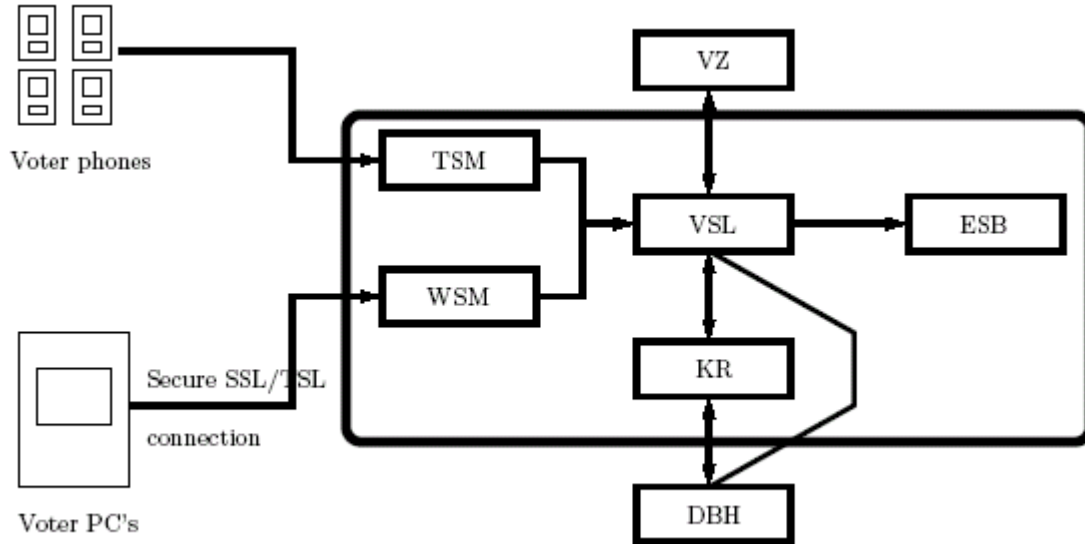 VZ
Voter phones
TSM
VSL
ESB
WSM
Secure SSL/TSL
connection
KR
Voter PC's
DBH